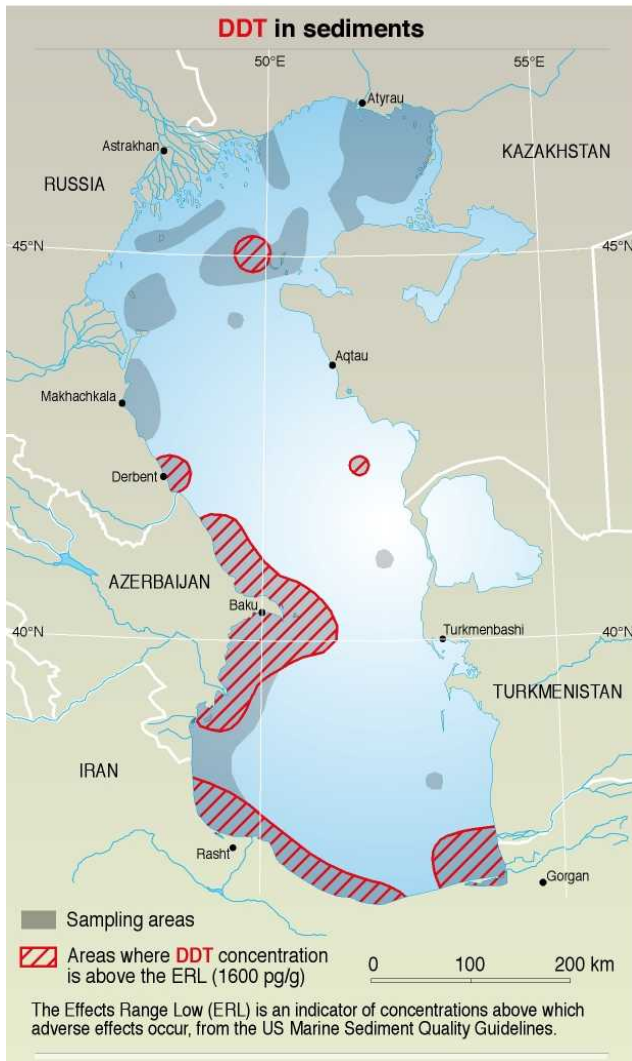 DDT in sediments
50°E
55°E
Atyrau
Astrakhan
KAZAKHSTAN
RUSSIA
45°N
45°N
Aqtau
Makhachkala
Derbent
AZERBAIJAN
Baku
40°N
Turkmenbashi
40°N
TURKMENISTAN
IRAN
Rasht
Gorgan
Sampling areas
Areas where DDT concentration
is above the ERL (1600 pg/g)
0 100 200 km
The Effects Range Low (ERL) is an indicator of concentrations above which
adverse effects occur, from the US Marine Sediment Quality Guidelines.